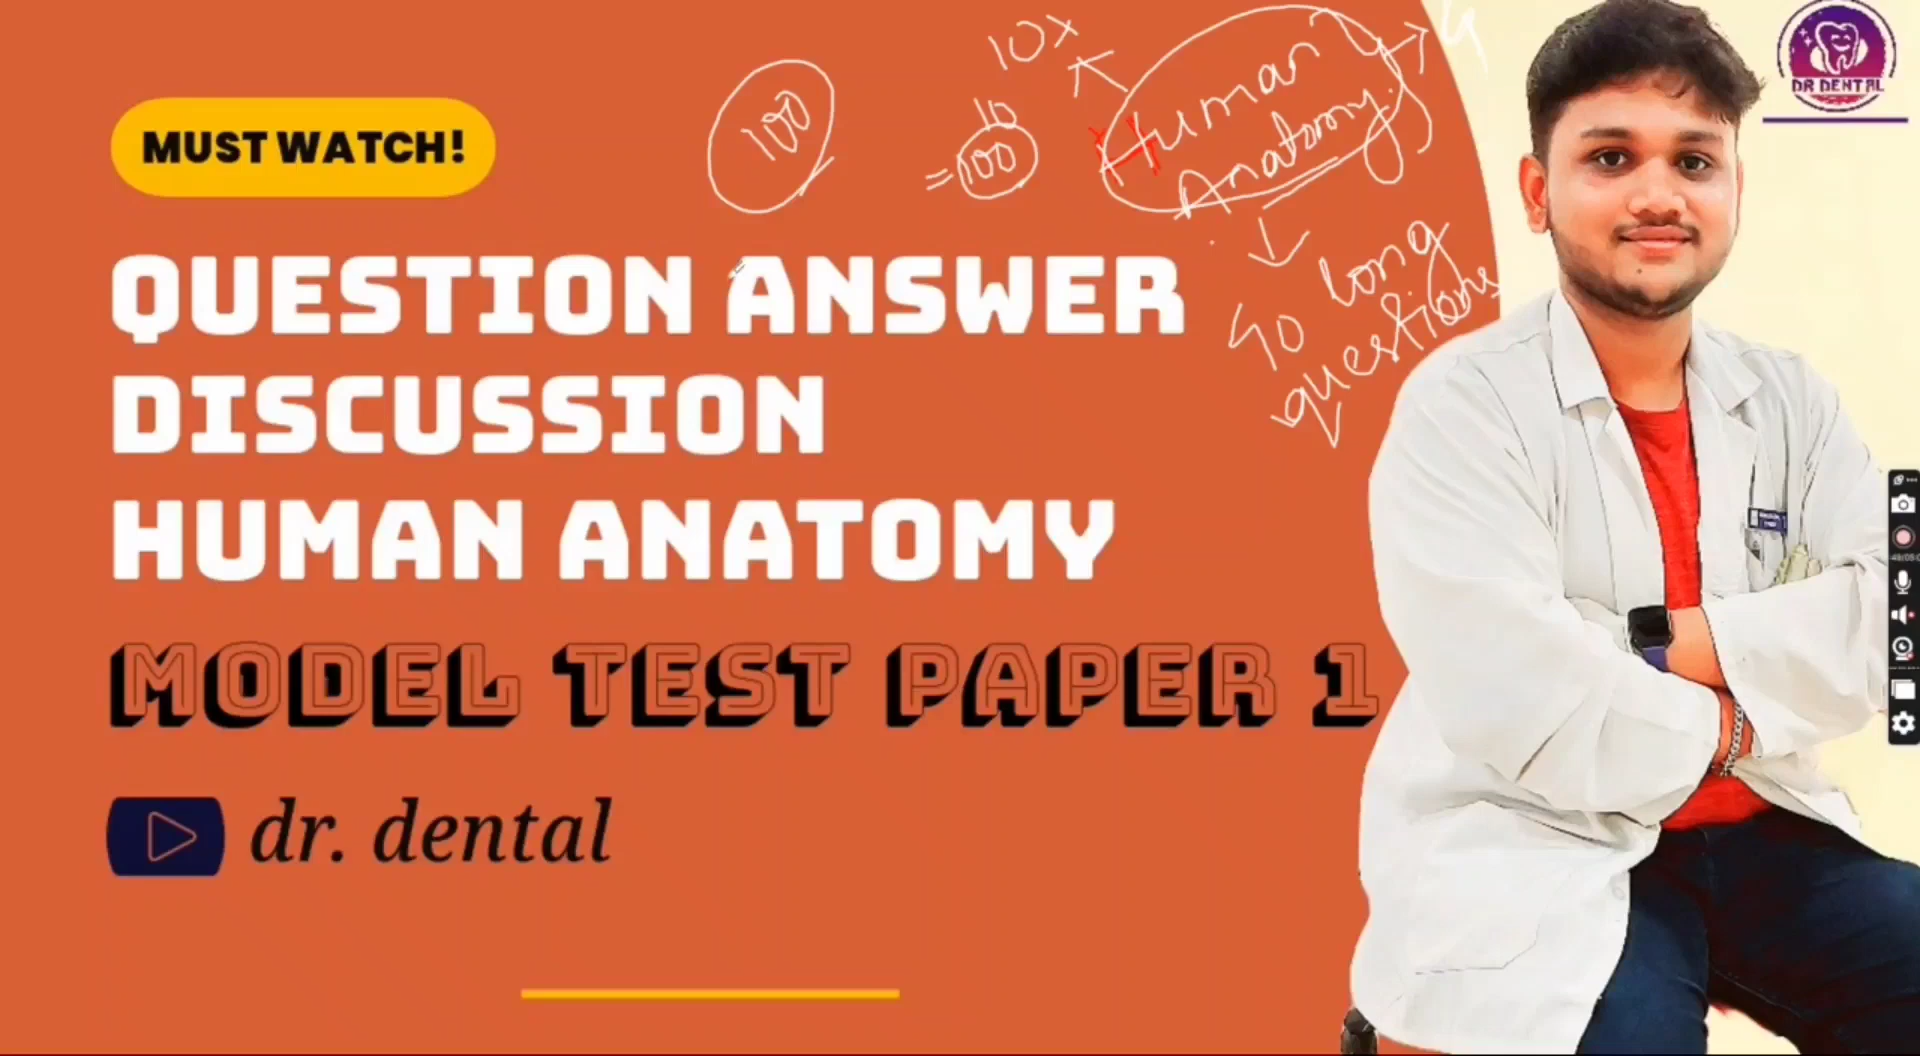 10x
DR DENTAL
100
10
=100
Human
Anatomy
MUST WATCH!
long
questions
QUESTION ANSWER
DISCUSSION
HUMAN ANATOMY
MODEL TEST PAPER 1
dr. dental